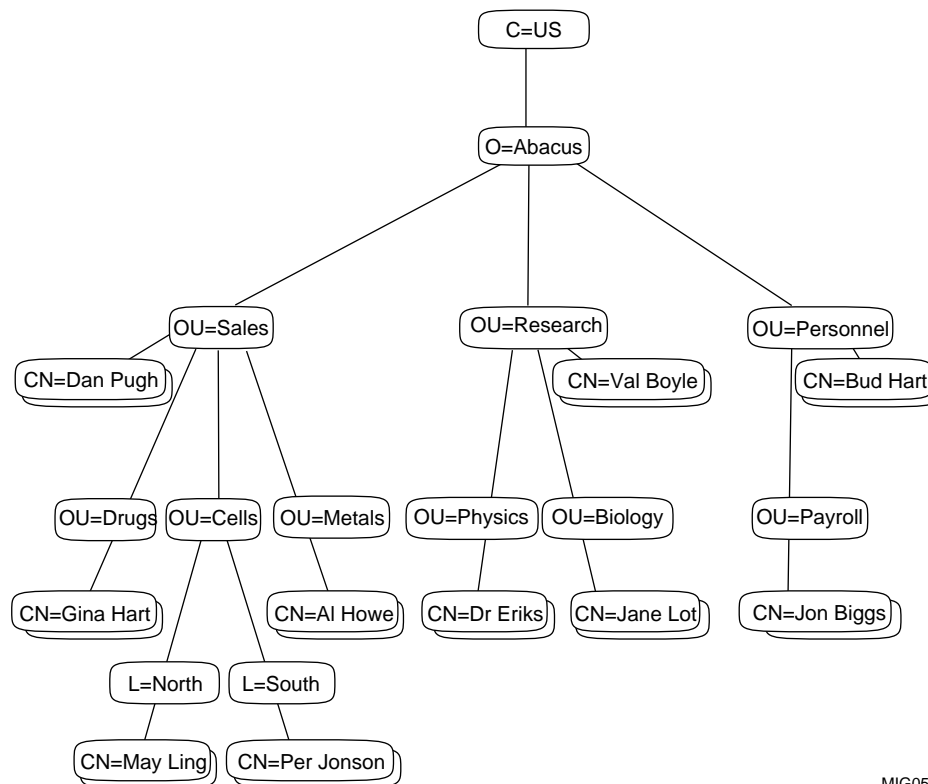 C=US
O=Abacus
OU=Sales
OU=Research
OU=Personnel
CN=Dan Pugh
CN=Val Boyle
CN=Bud Hart
OU=Drugs
OU=Cells
OU=Metals
OU=Physics
OU=Biology
OU=Payroll
CN=Gina Hart
CN=Al Howe
CN=Dr Eriks
CN=Jane Lot
CN=Jon Biggs
L=North
L=South
CN=May Ling
CN=Per Jonson
MIG05